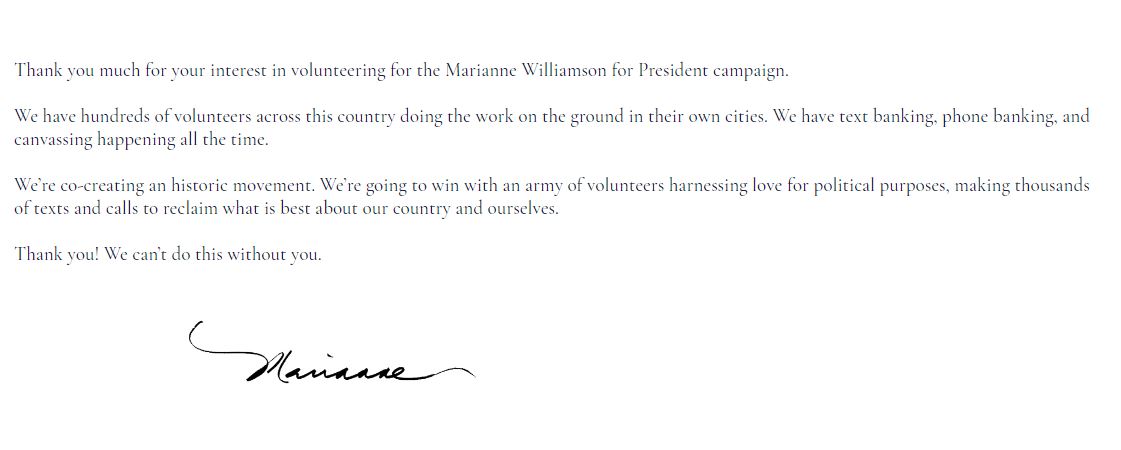 Thank you much for your interest in volunteering for the Marianne Williamson for President campaign.
We have hundreds of volunteers across this country doing the work on the ground in their own cities. We have text banking, phone banking, and
canvassing happening all the time.
We're co-creating an historic movement. We're going to win with an army of volunteers harnessing love for political purposes, making thousands
of texts and calls to reclaim what is best about our country and ourselves.
Thank you! We can't do this without you.
Marianne